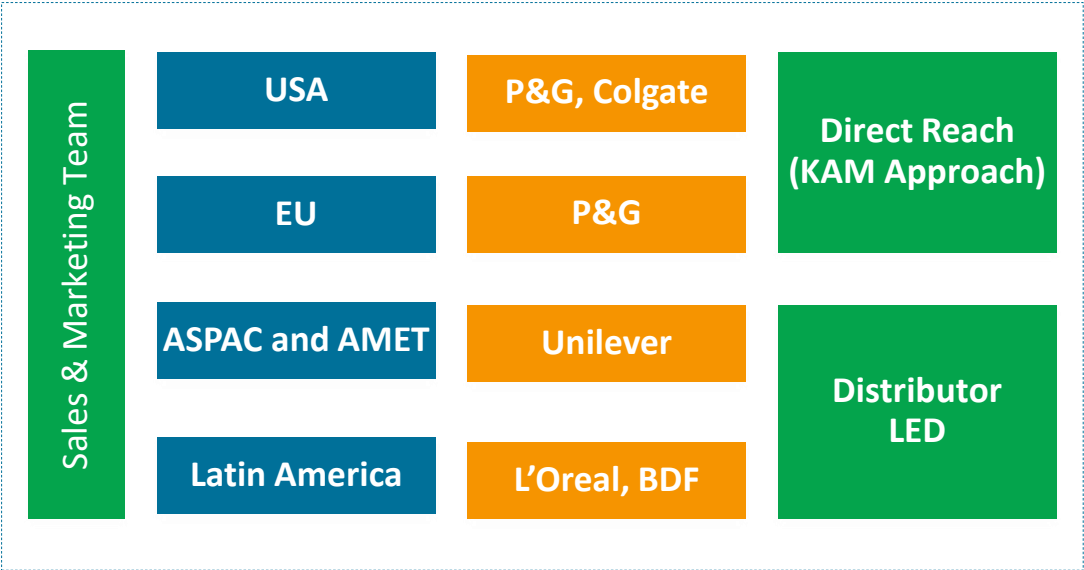 Sales & Marketing Team
USA
P&G, Colgate
Direct Reach
(KAM Approach)
EU
P&G
ASPAC and AMET
Unilever
Distributor
LED
Latin America
L’Oreal, BDF